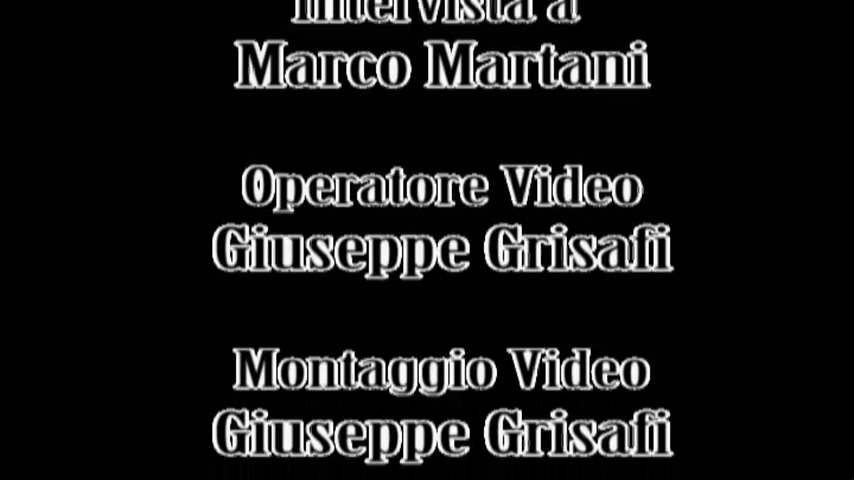 Intervista a
Marco Martani
Operatore Video
Giuseppe Grisafi
Montaggio Video
Giuseppe Grisafi